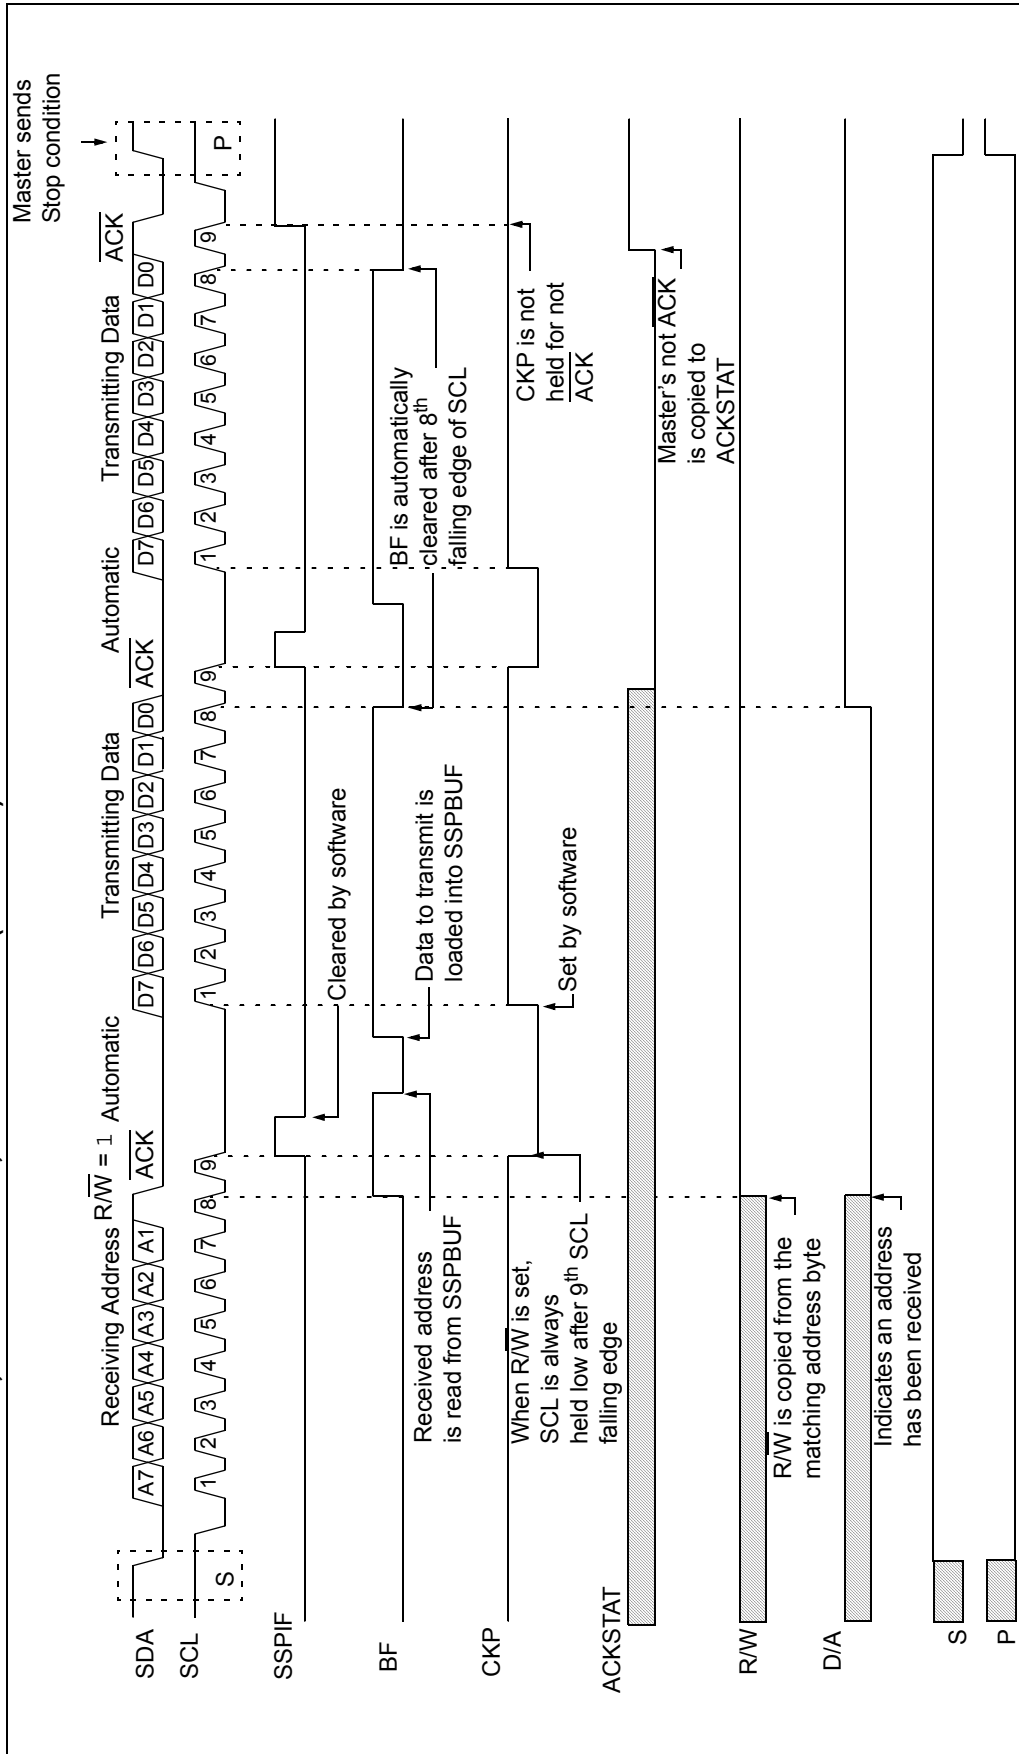 Master sends
Stop condition
Receiving Address R/W = 1 Automatic
ACK
Transmitting Data
Automatic
ACK
Transmitting Data
ACK
SDA
A7 A6 A5 A4 A3 A2 A1
D7 D6 D5 D4 D3 D2 D1 D0
D7 D6 D5 D4 D3 D2 D1 D0
SCL
S
1 2 3 4 5 6 7 8 9
1 2 3 4 5 6 7 8 9
1 2 3 4 5 6 7 8 9
P
SSPIF
Cleared by software
BF
Received address
is read from SSPBUF
Data to transmit is
loaded into SSPBUF
BF is automatically
cleared after 8th
falling edge of SCL
CKP
When R/W is set,
SCL is always
held low after 9th SCL
falling edge
Set by software
CKP is not
held for not
ACK
ACKSTAT
Master's not ACK
is copied to
ACKSTAT
R/W
R/W is copied from the
matching address byte
D/A
Indicates an address
has been received
S
P